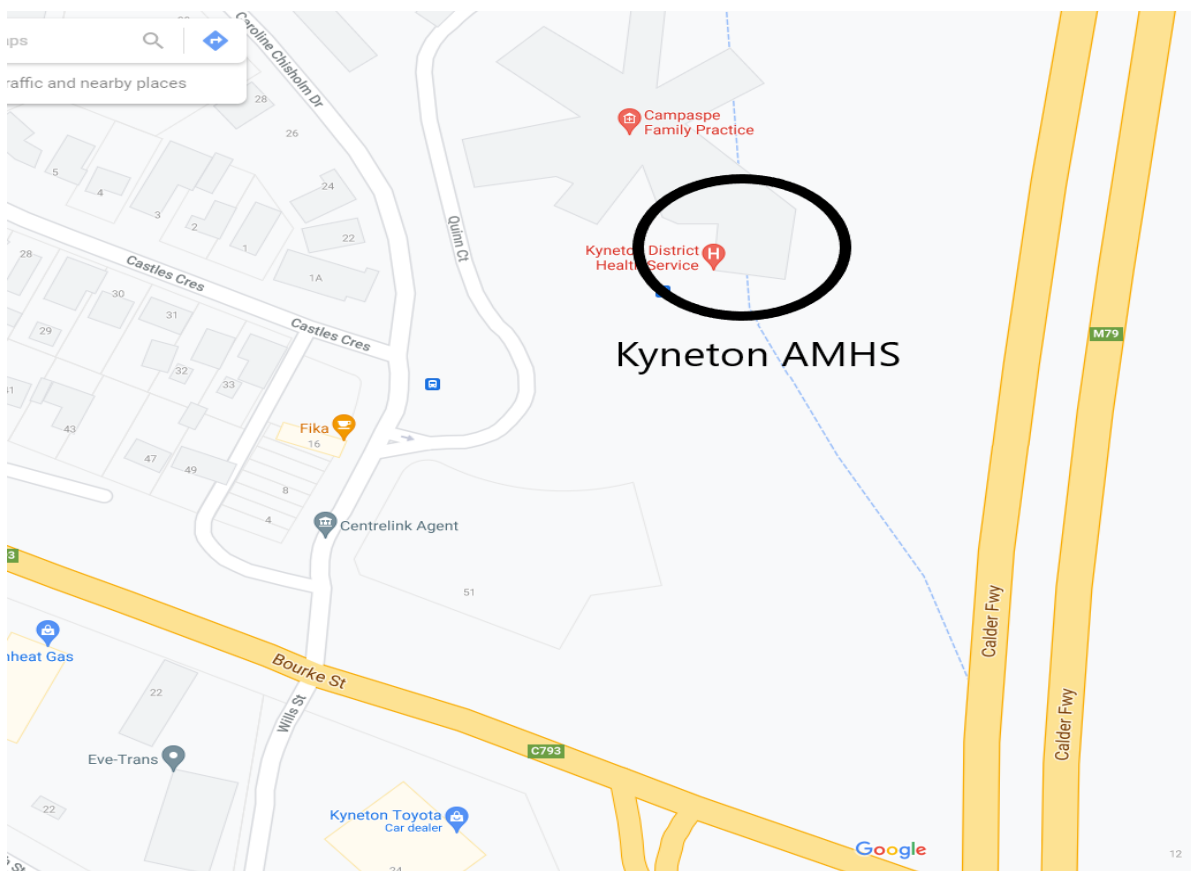 aps
raffic and nearby places
Caroline Chisholm Dr
28
26
5
4
3
2
1
24
22
1A
Quinn Ct
Campaspe
Family Practice
Kyneton District
Health Service
H
Kyneton AMHS
M79
28
Castles Cres
30
31
29
32
33
Castles Cres
43
47
49
Fika
16
8
4
Centrelink Agent
51
3
nheat Gas
Bourke St
22
Wills St
Eve-Trans
22
C793
Kyneton Toyota
Car dealer
24
Calder Fwy
Calder Fwy
Google
12